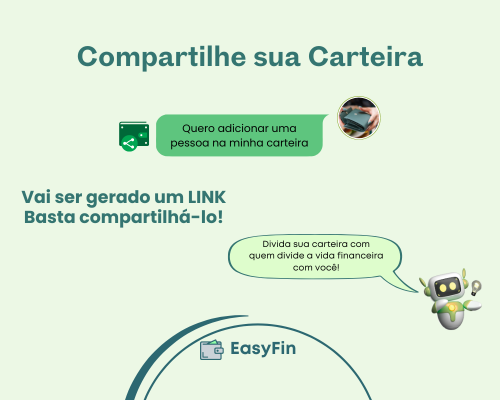 Compartilhe sua Carteira
Quero adicionar uma
pessoa na minha carteira
Vai ser gerado um LINK
Basta compartilhá-lo!
Divida sua carteira com
quem divide a vida financeira
com você!
EasyFin